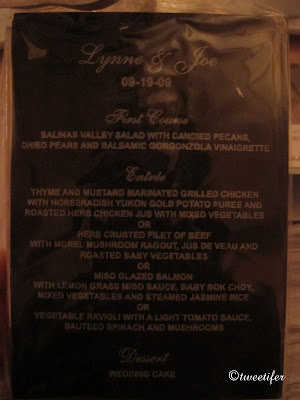 Lynne & Joe
09-19-09
First Course
SALINAS VALLEY SALAD WITH CANDIED PECANS,
DRIED PEARS AND BALSAMIC GORGONZOLA VINAIGRETTE
Entrée
THYME AND MUSTARD MARINATED GRILLED CHICKEN
WITH HORSERADISH YUKON GOLD POTATO PUREE AND
ROASTED HERB CHICKEN JUS WITH MIXED VEGETABLES
OR
HERB CRUSTED FILET OF BEEF
WITH MOREL MUSHROOM RAGOUT, JUS DE VEAU AND
ROASTED BABY VEGETABLES
OR
MISO GLAZED SALMON
WITH LEMON GRASS MISO SAUCE, BABY BOK CHOY,
MIXED VEGETABLES AND STEAMED JASMINE RICE
OR
VEGETABLE RAVIOLI WITH A LIGHT TOMATO SAUCE,
SAUTEED SPINACH AND MUSHROOMS
Dessert
WEDDING CAKE
©tweetifer